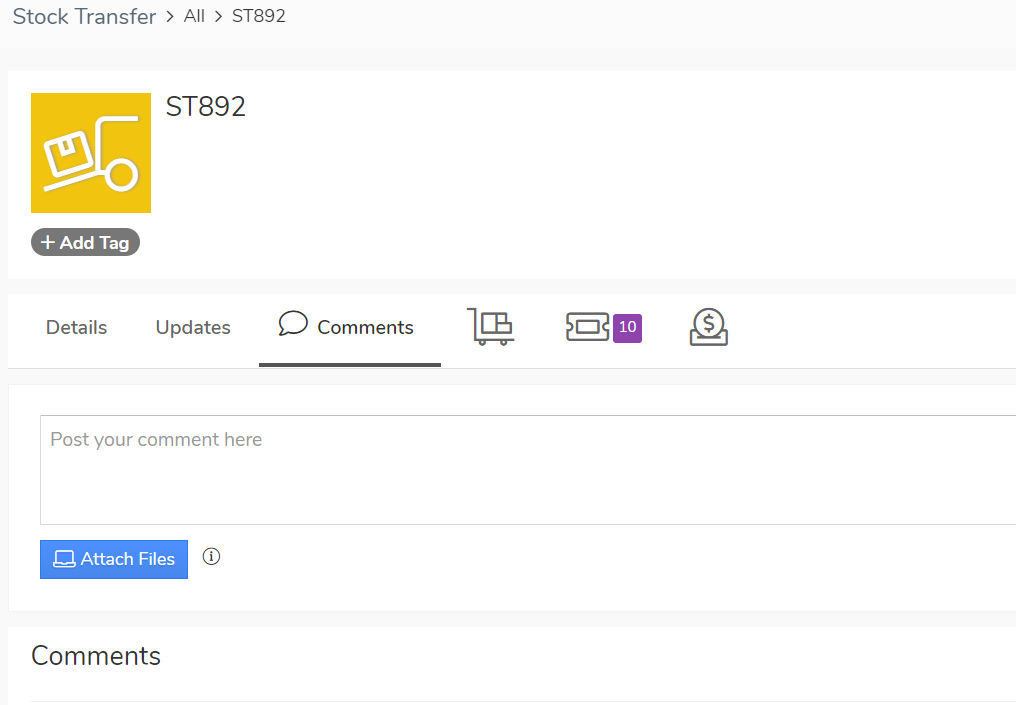 Stock Transfer > All > ST892
ST892
+ Add Tag
Details Updates Comments 10
Post your comment here
Attach Files
Comments